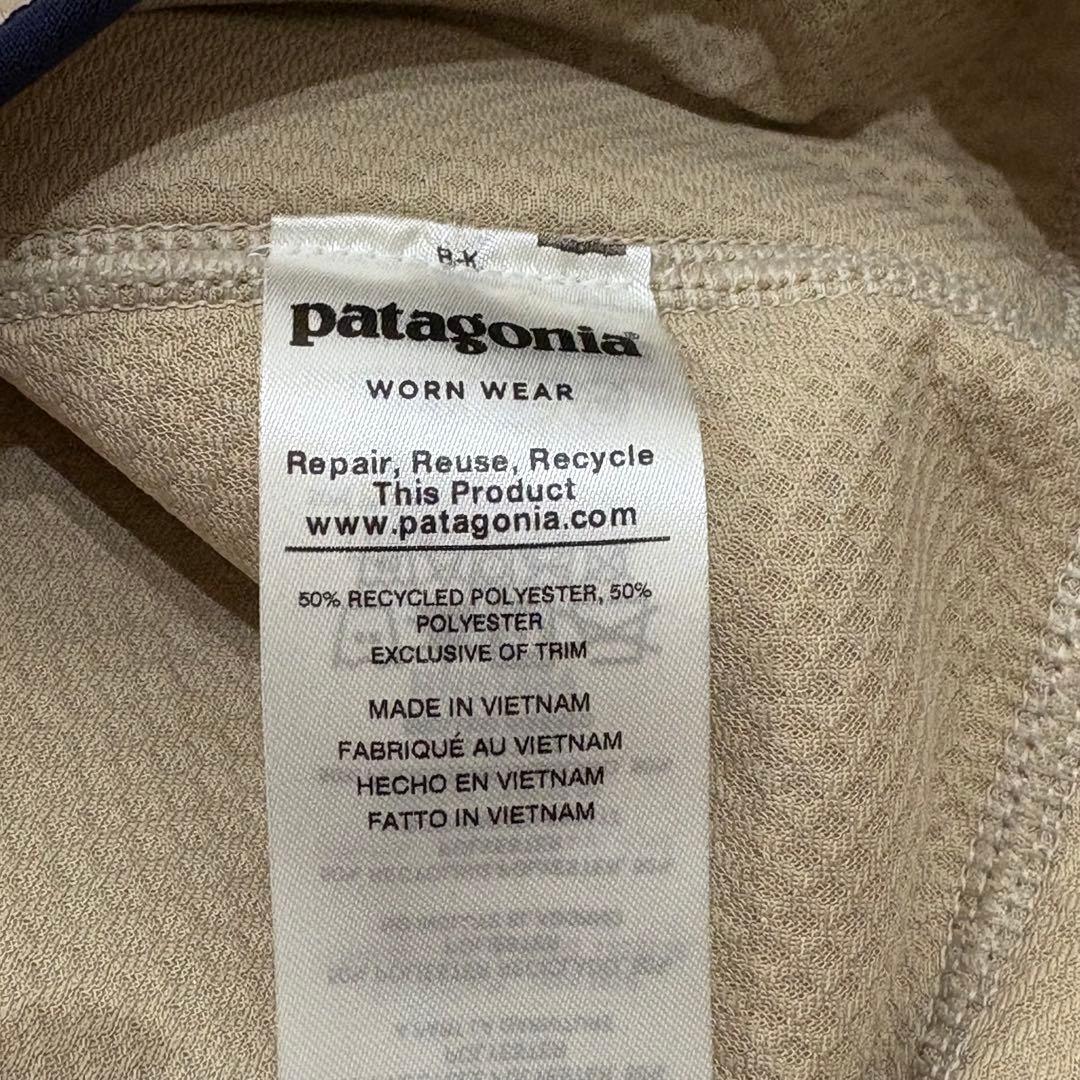 R-K
patagonia®
WORN WEAR
Repair, Reuse, Recycle
This Product
www.patagonia.com
50% RECYCLED POLYESTER, 50%
POLYESTER
EXCLUSIVE OF TRIM
MADE IN VIETNAM
FABRIQUÉ AU VIETNAM
HECHO EN VIETNAM
FATTO IN VIETNAM